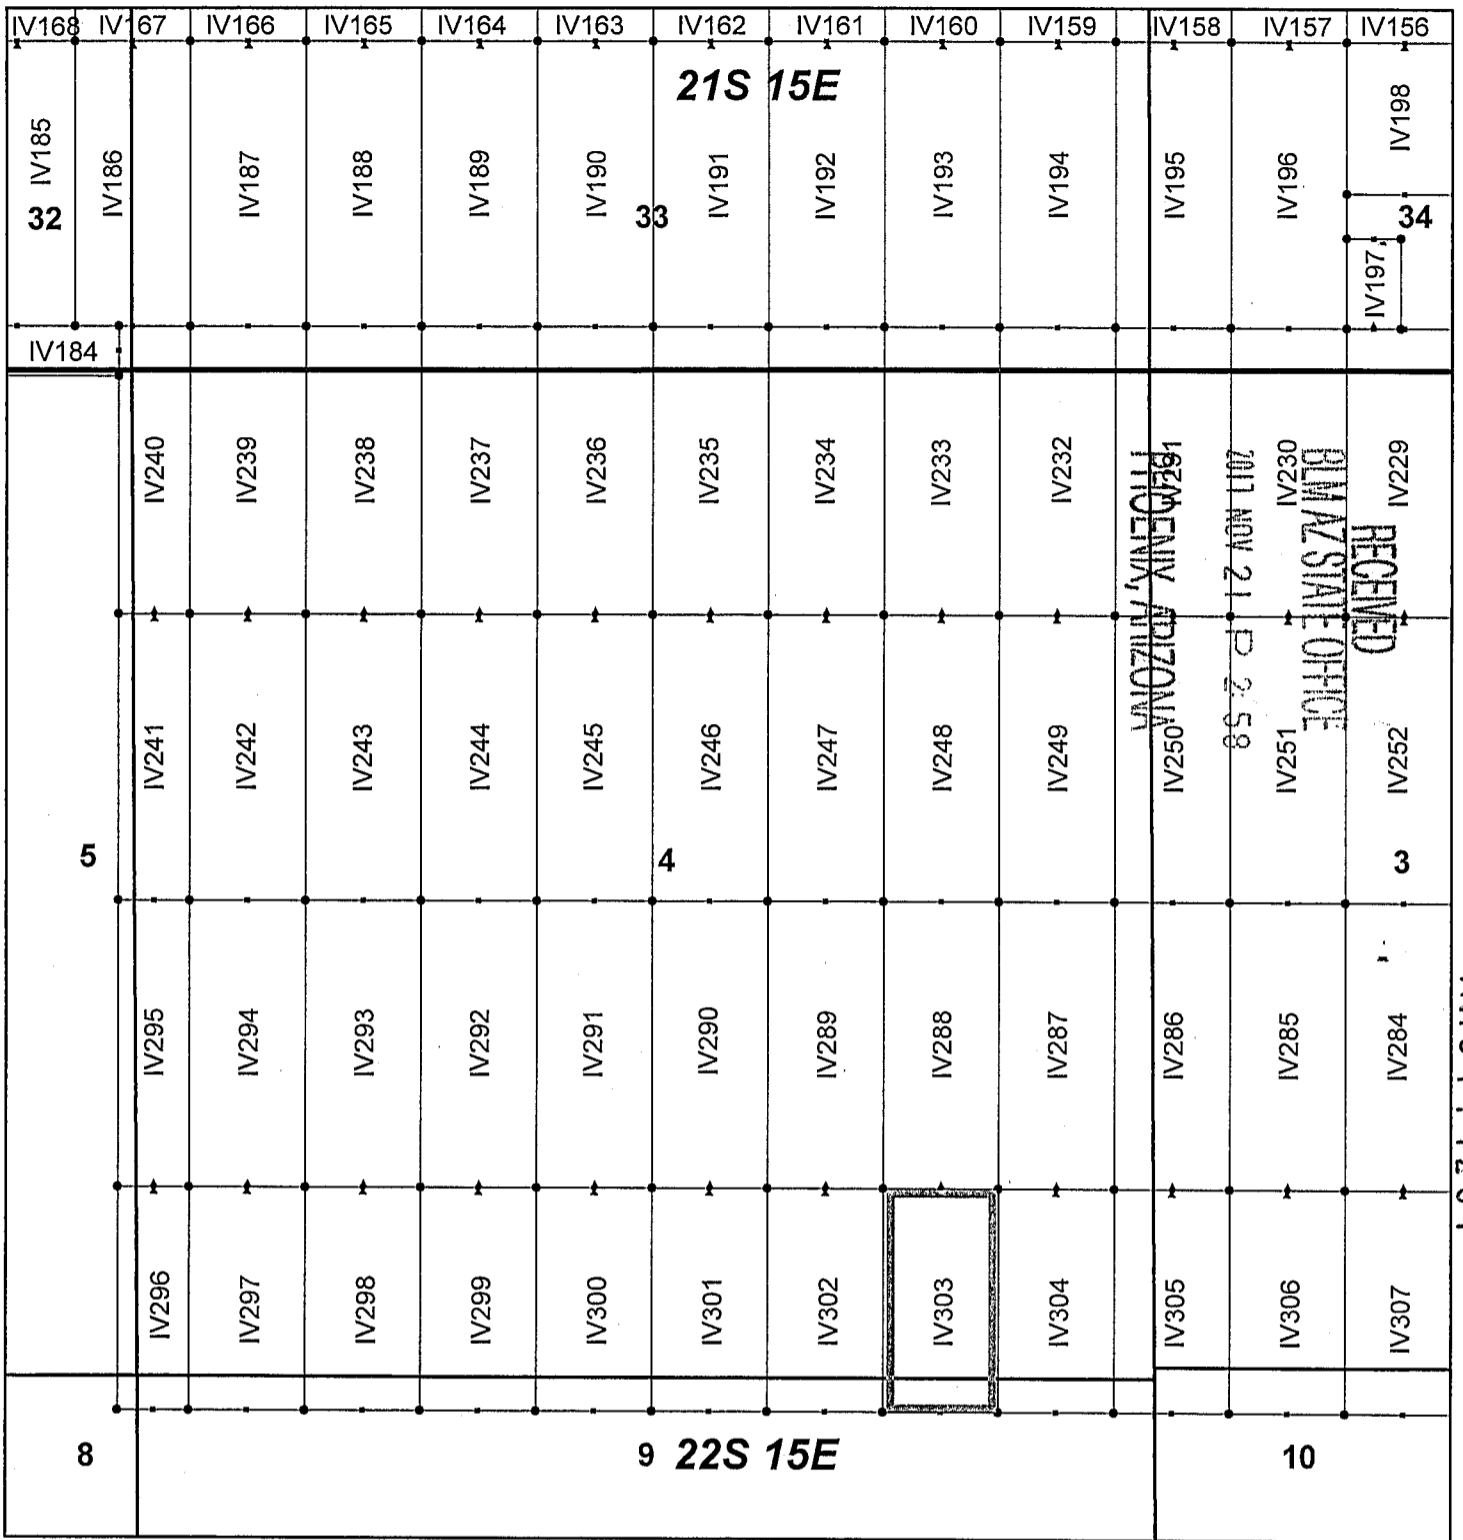 IV168 IV167 IV166 IV165 IV164 IV163 IV162 IV161 IV160 IV159 IV158 IV157 IV156
21S 15E
IV185 IV186 IV187 IV188 IV189 IV190 IV191 IV192 IV193 IV194 IV195 IV196 IV198
32 33 34
IV197
IV184
IV240 IV239 IV238 IV237 IV236 IV235 IV234 IV233 IV232 IV231 IV230 IV229
RECEIVED
BLM AZ STATE OFFICE
2017 NOV 21 P 2:58
PHOENIX, ARIZONA
IV241 IV242 IV243 IV244 IV245 IV246 IV247 IV248 IV249 IV250 IV251 IV252
5 4 3
IV295 IV294 IV293 IV292 IV291 IV290 IV289 IV288 IV287 IV286 IV285 IV284
IV296 IV297 IV298 IV299 IV300 IV301 IV302 IV303 IV304 IV305 IV306 IV307
8 9 22S 15E 10